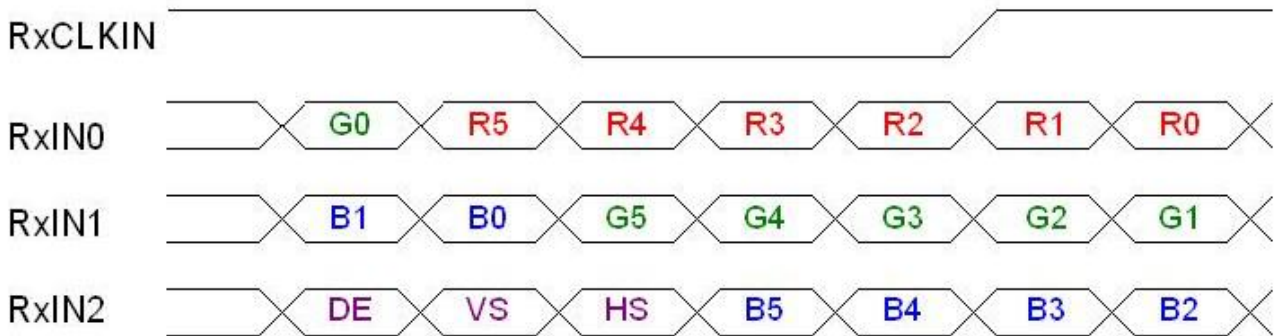 RxCLKIN
RxIN0 G0 R5 R4 R3 R2 R1 R0
RxIN1 B1 B0 G5 G4 G3 G2 G1
RxIN2 DE VS HS B5 B4 B3 B2